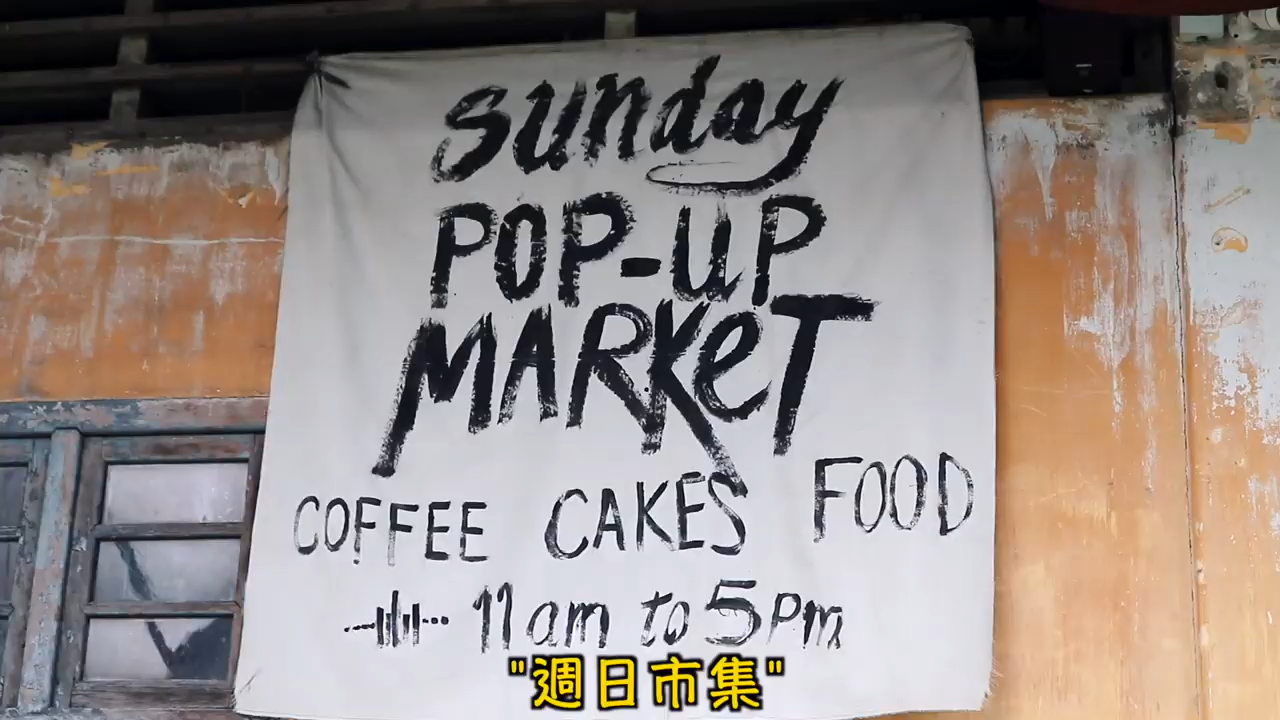 sunday
POP-UP
MARKeT
COFFEE CAKES FOOD
11am to 5pm
"週日市集"